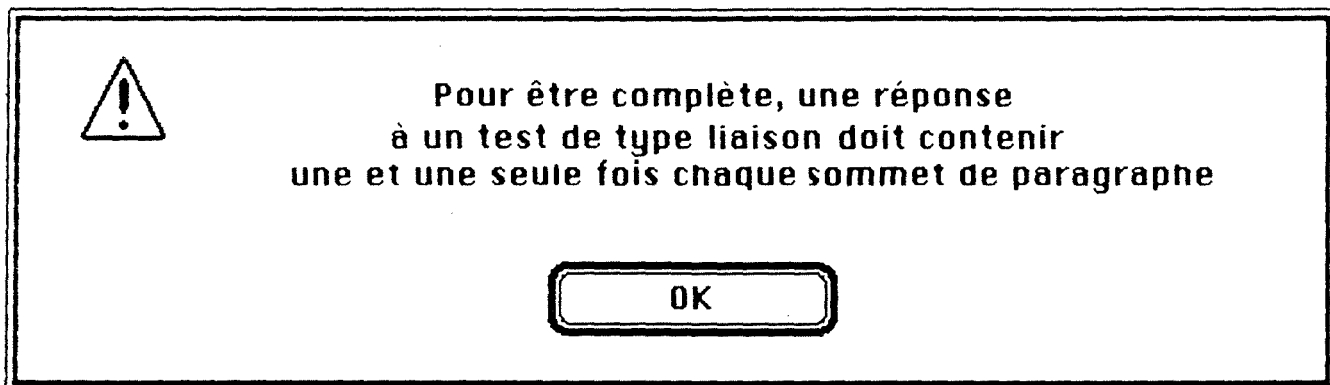 Pour être complète, une réponse
à un test de type liaison doit contenir
une et une seule fois chaque sommet de paragraphe
OK